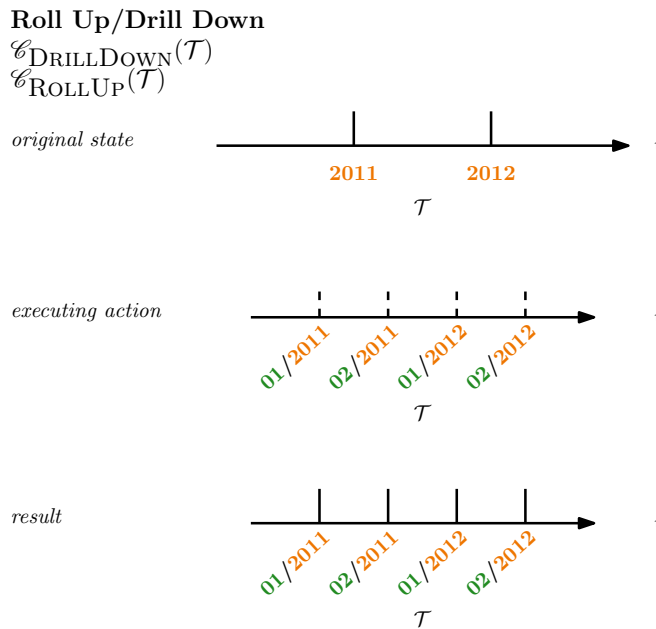 Roll Up/Drill Down
𝒞DRILLDOWN(𝒯)
𝒞ROLLUP(𝒯)
original state
2011 2012
𝒯
executing action
01/2011 02/2011 01/2012 02/2012
𝒯
result
01/2011 02/2011 01/2012 02/2012
𝒯